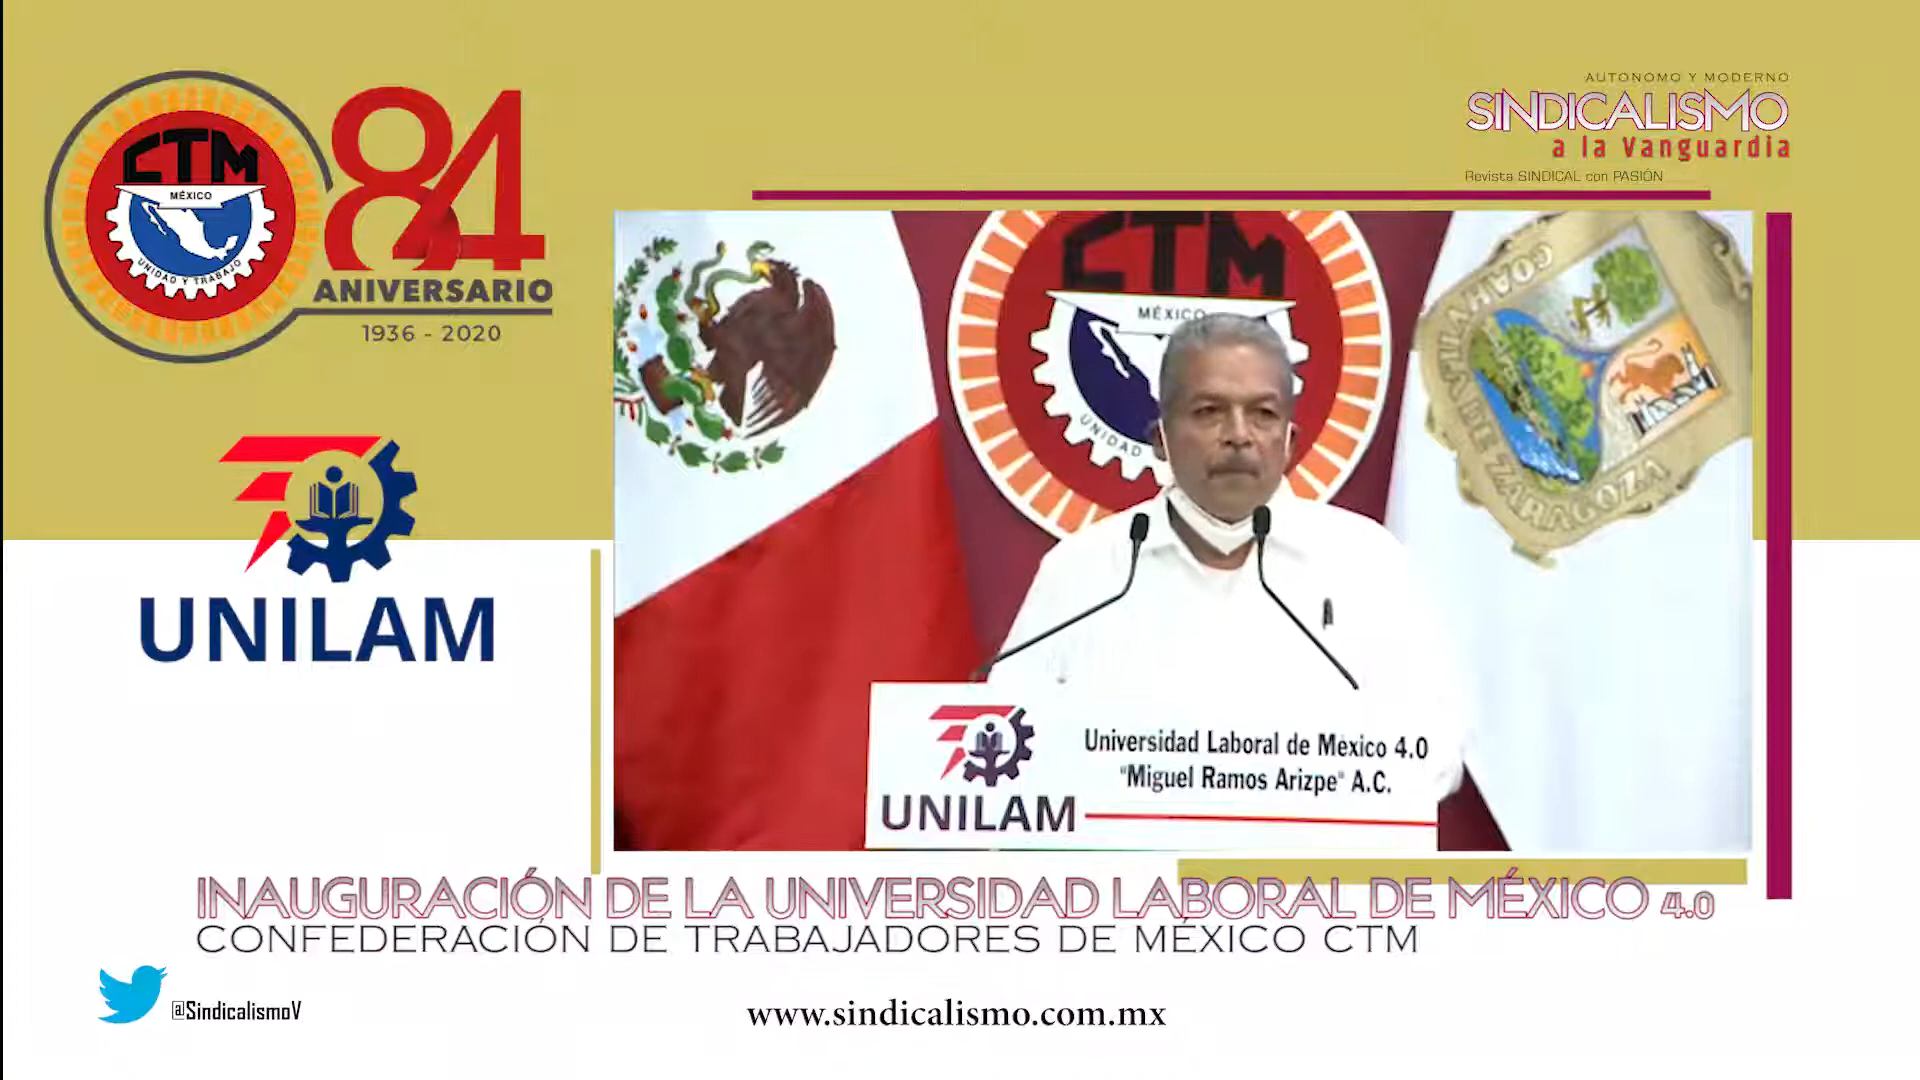 CTM
MÉXICO
UNIDAD Y TRABAJO
84
ANIVERSARIO
1936 - 2020
AUTONOMO Y MODERNO
SINDICALISMO
a la Vanguardia
Revista SINDICAL con PASIÓN
UNILAM
CTM
MÉXICO
UNIDAD
COAHUILA DE ZARAGOZA
Universidad Laboral de México 4.0
"Miguel Ramos Arizpe" A.C.
UNILAM
INAUGURACIÓN DE LA UNIVERSIDAD LABORAL DE MÉXICO 4.0
CONFEDERACIÓN DE TRABAJADORES DE MÉXICO CTM
@SindicalismoV
www.sindicalismo.com.mx